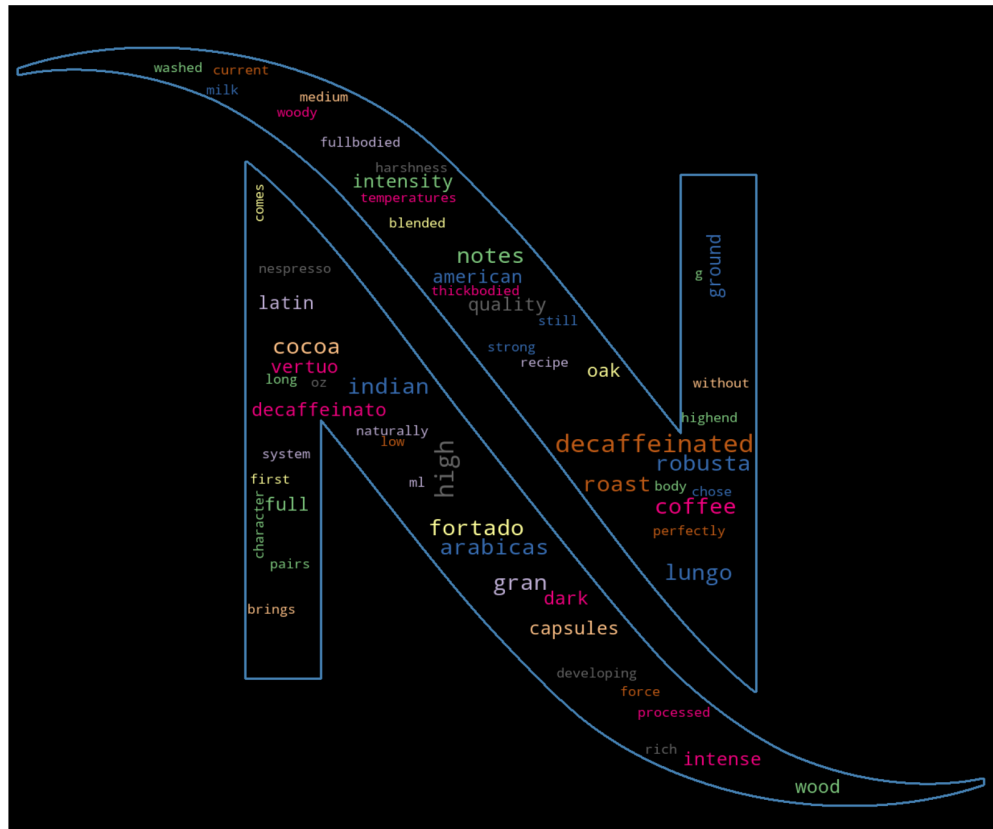 washed
current
milk
medium
woody
fullbodied
harshness
intensity
temperatures
comes
blended
notes
ground
nespresso
g
american
thickbodied
latin
quality
still
cocoa
strong
recipe
vertuo
oak
long
oz
indian
without
decaffeinato
highend
naturally
low
decaffeinated
system
robusta
high
first
ml
roast
body
chose
full
character
coffee
fortado
perfectly
arabicas
pairs
lungo
gran
dark
brings
capsules
developing
force
processed
rich
intense
wood